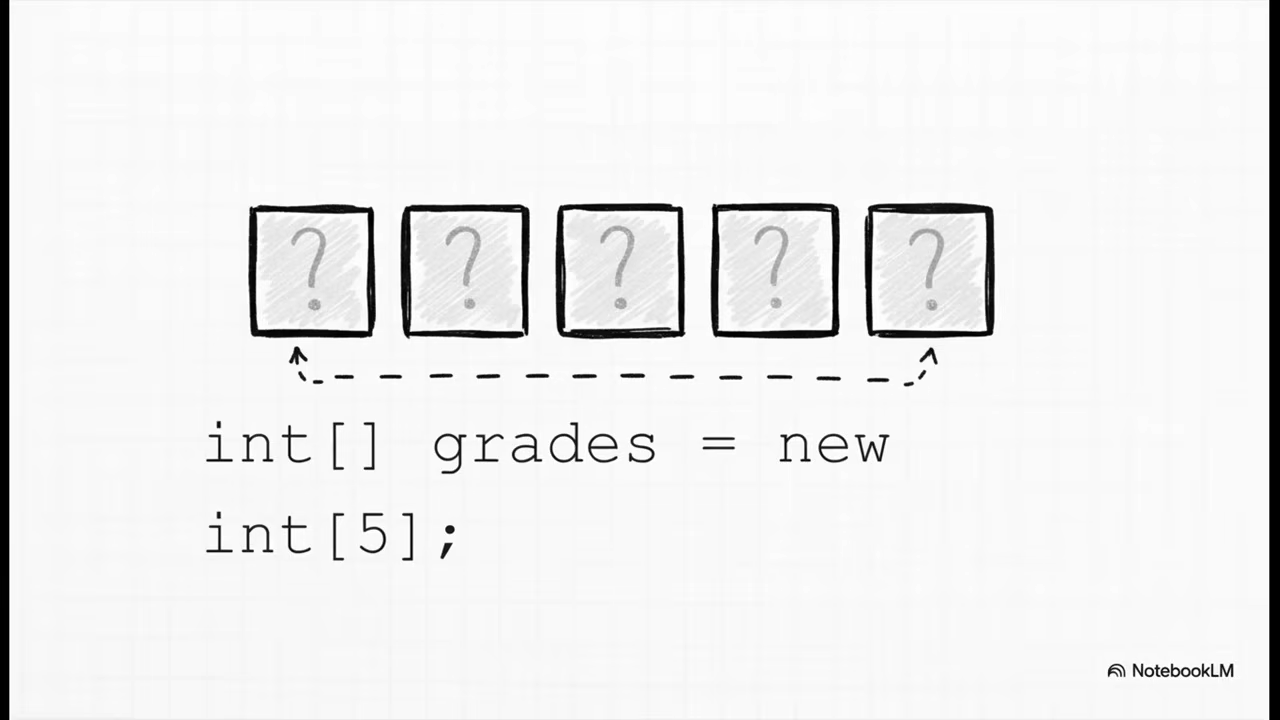 ? ? ? ? ?
int[] grades = new
int[5];
NotebookLM